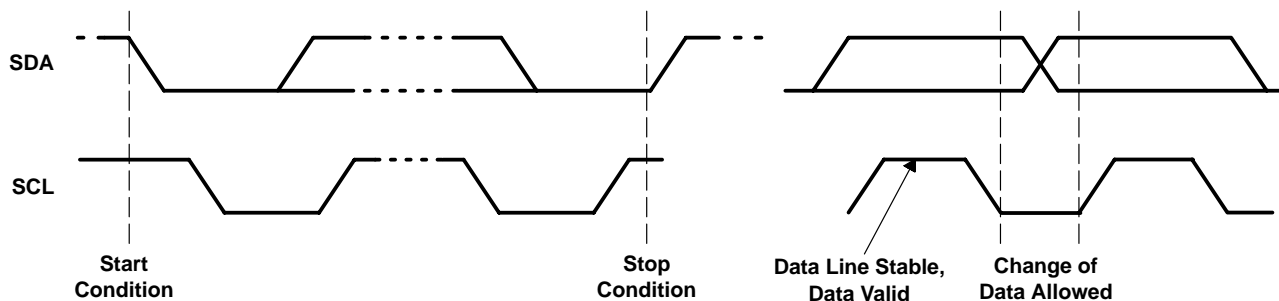 SDA
SCL
Start
Condition
Stop
Condition
Data Line Stable,
Data Valid
Change of
Data Allowed